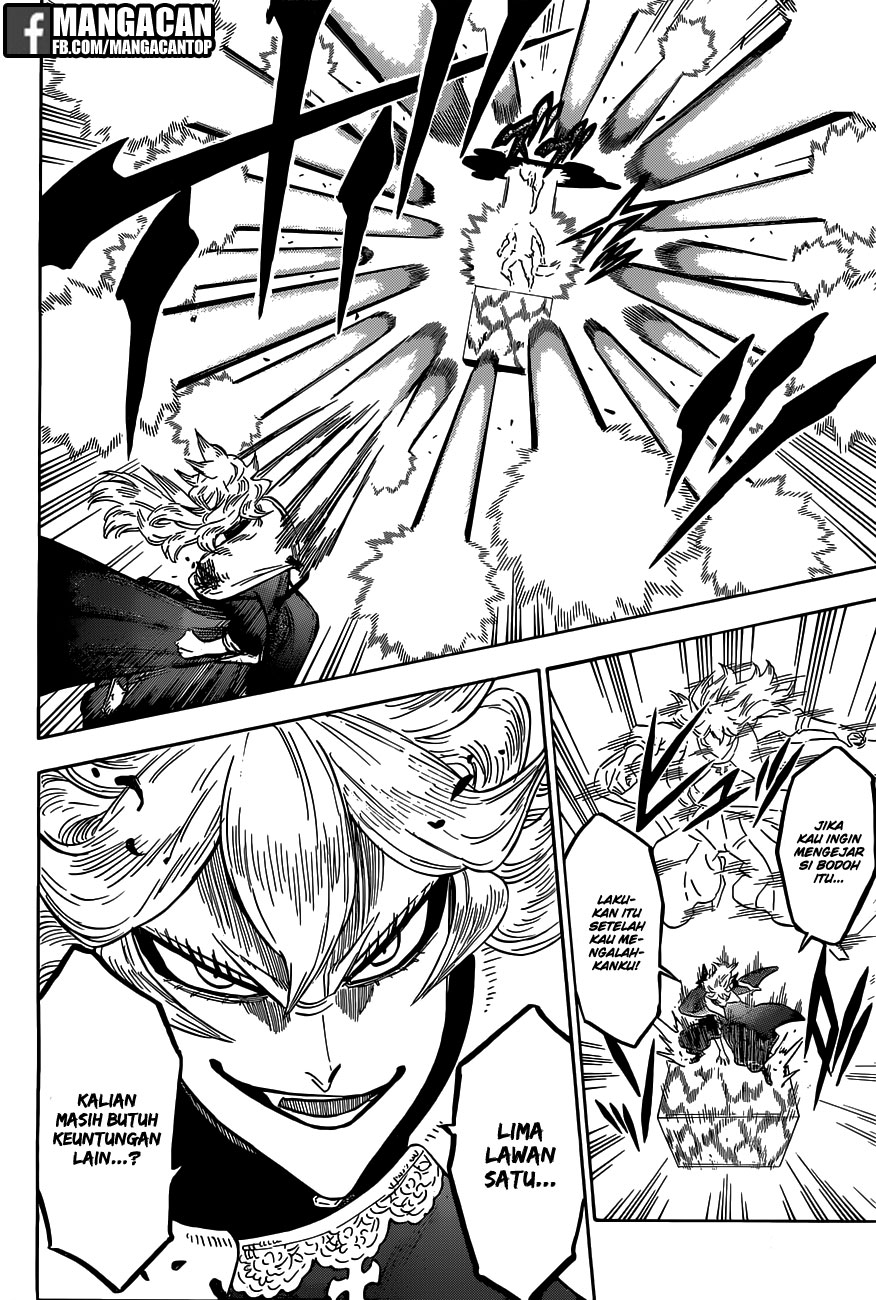 f MANGACAN
FB.COM/MANGACANTOP
JIKA
KAU INGIN
MENGEJAR
SI BODOH
ITU...
LAKU-
KAN ITU
SETELAH
KAU ME-
NGALAH-
KANKU!
LIMA
LAWAN
SATU...
KALIAN
MASIH BUTUH
KEUNTUNGAN
LAIN...?